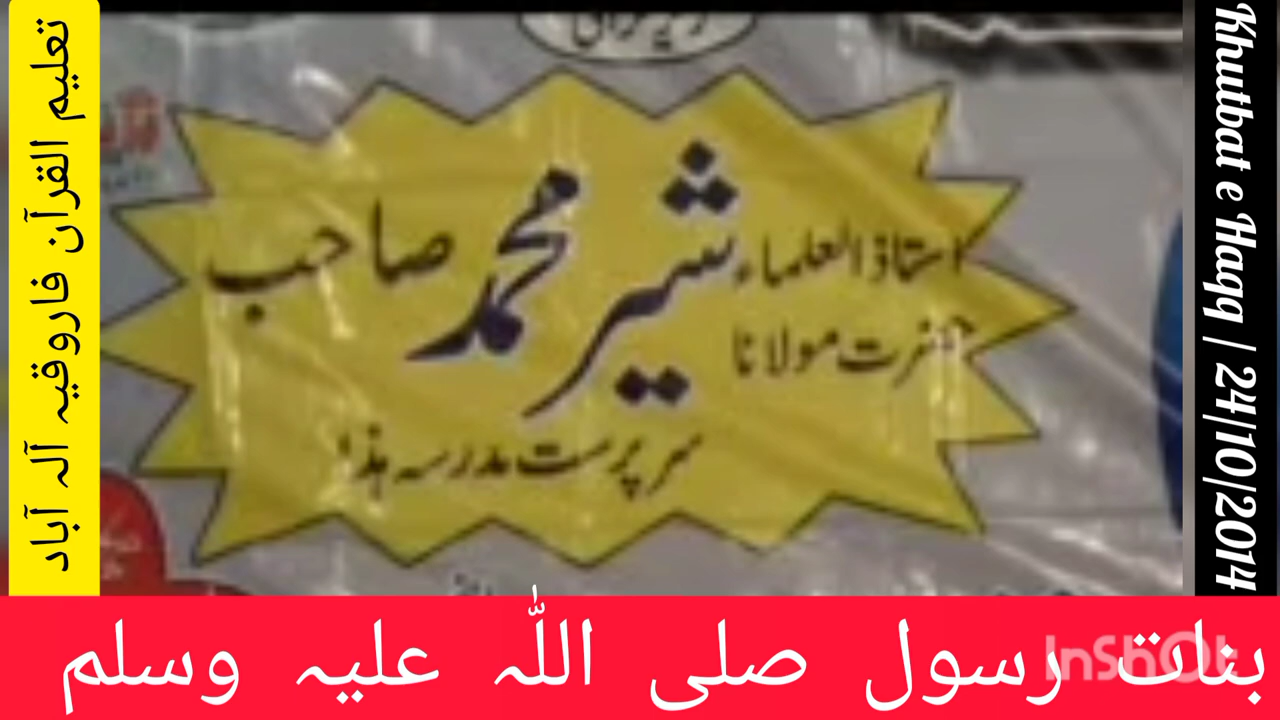 استاذ العلماء
حضرت مولانا
شیر محمد صاحب
سرپرست مدرسہ ہذا
تعلیم القرآن فاروقیہ آلہ آباد
Khutbat e Haqq | 24/10/2014
بنات رسول صلی اللہ علیہ وسلم
InShOt